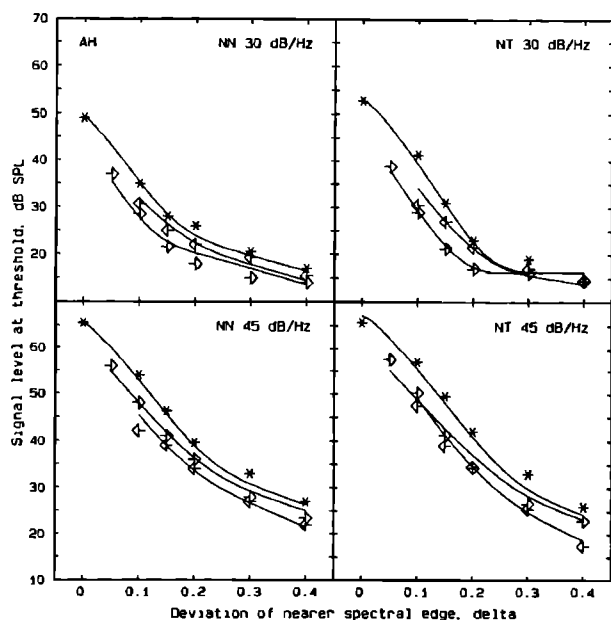 70
AH NN 30 dB/Hz NT 30 dB/Hz
60
50
40
30
20
Signal level at threshold, dB SPL
NN 45 dB/Hz NT 45 dB/Hz
60
50
40
30
20
10
0 0.1 0.2 0.3 0.4 0 0.1 0.2 0.3 0.4
Deviation of nearer spectral edge, delta